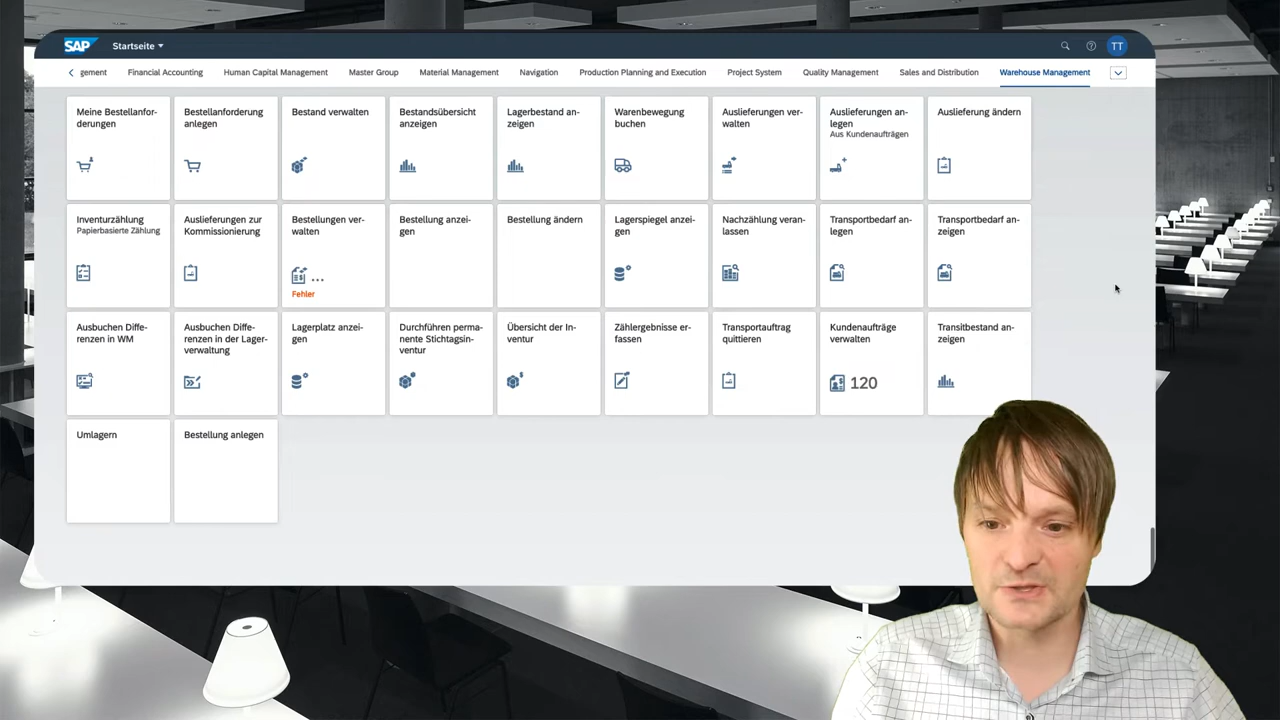 SAP Startseite TT
gement Financial Accounting Human Capital Management Master Group Material Management Navigation Production Planning and Execution Project System Quality Management Sales and Distribution Warehouse Management
Meine Bestellanfor-
derungen
Bestellanforderung
anlegen
Bestand verwalten
Bestandsübersicht
anzeigen
Lagerbestand an-
zeigen
Warenbewegung
buchen
Auslieferungen ver-
walten
Auslieferungen an-
legen
Aus Kundenaufträgen
Auslieferung ändern
Inventurzählung
Papierbasierte Zählung
Auslieferungen zur
Kommissionierung
Bestellungen ver-
walten
...
Fehler
Bestellung anzei-
gen
Bestellung ändern
Lagerspiegel anzei-
gen
Nachzählung veran-
lassen
Transportbedarf an-
legen
Transportbedarf an-
zeigen
Ausbuchen Diffe-
renzen in WM
Ausbuchen Diffe-
renzen in der Lager-
verwaltung
Lagerplatz anzei-
gen
Durchführen perma-
nente Stichtagsin-
ventur
Übersicht der In-
ventur
Zählergebnisse er-
fassen
Transportauftrag
quittieren
Kundenaufträge
verwalten
120
Transitbestand an-
zeigen
Umlagern
Bestellung anlegen